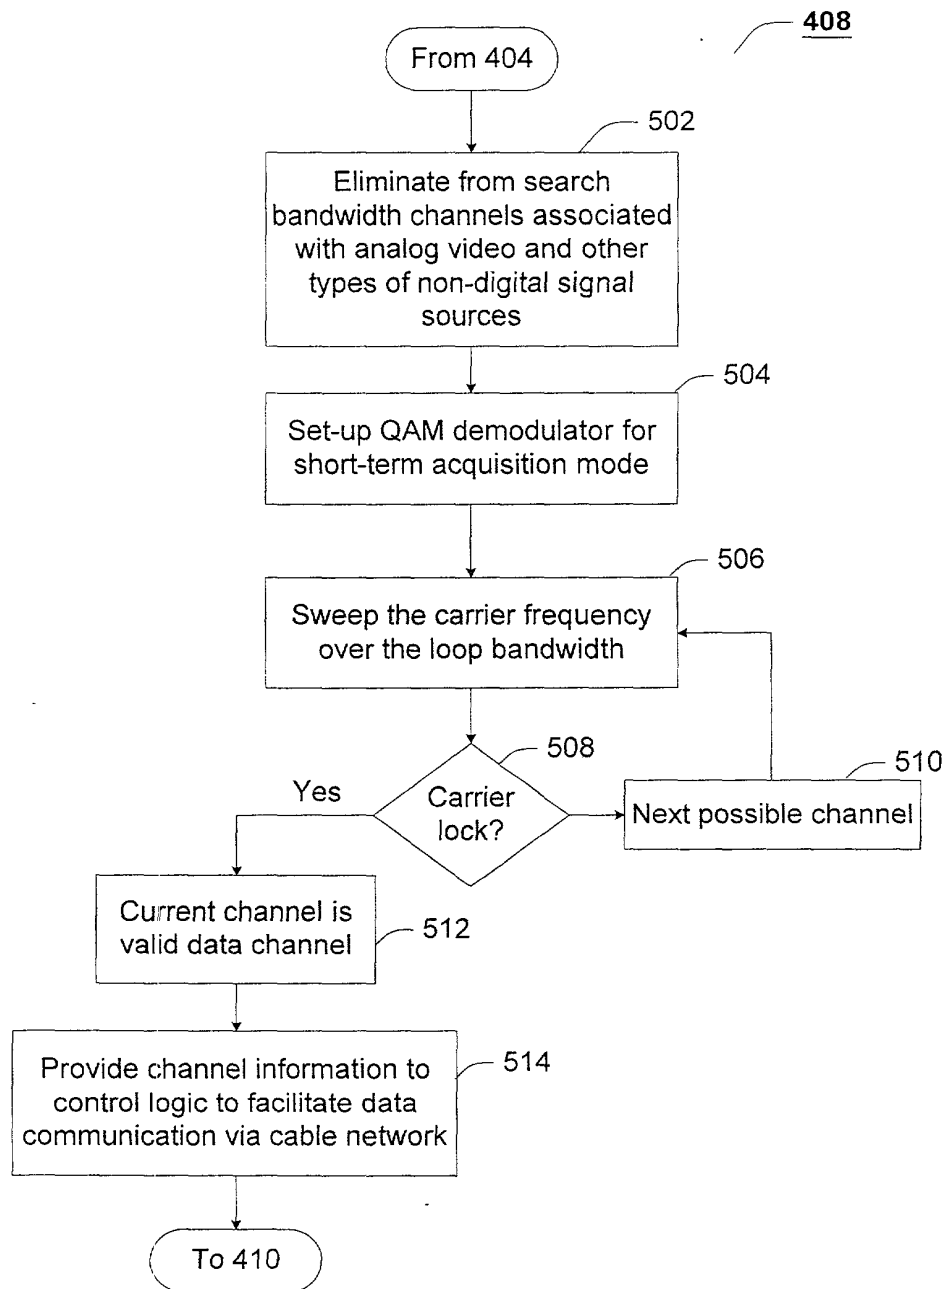 408
From 404
502
Eliminate from search
bandwidth channels associated
with analog video and other
types of non-digital signal
sources
504
Set-up QAM demodulator for
short-term acquisition mode
506
Sweep the carrier frequency
over the loop bandwidth
508
Carrier
lock?
Yes
510
Next possible channel
Current channel is
valid data channel
512
Provide channel information to
control logic to facilitate data
communication via cable network
514
To 410